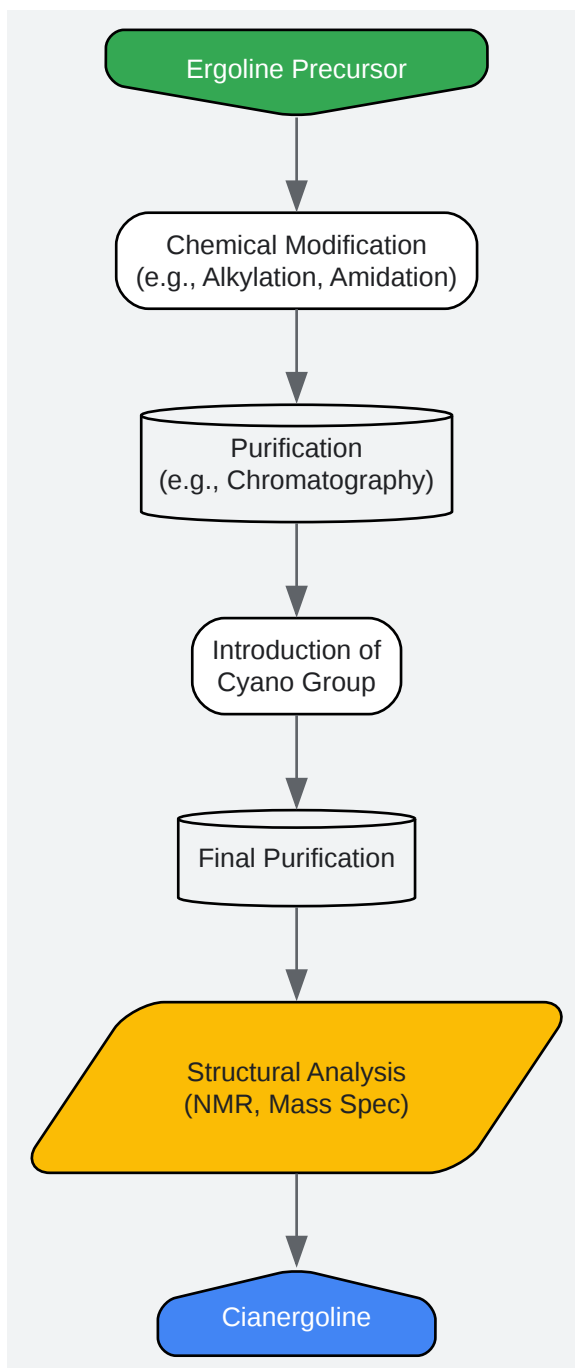 Ergoline Precursor
Chemical Modification
(e.g., Alkylation, Amidation)
Purification
(e.g., Chromatography)
Introduction of
Cyano Group
Final Purification
Structural Analysis
(NMR, Mass Spec)
Cianergoline